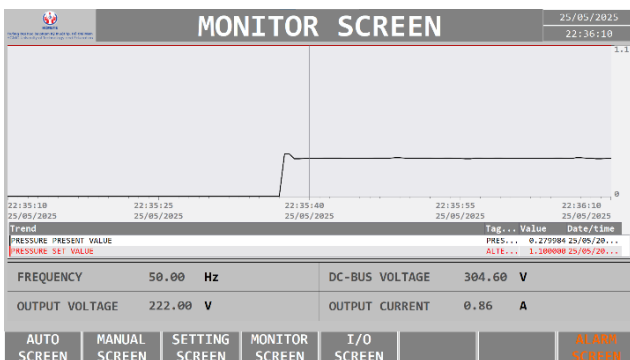 MONITOR SCREEN
25/05/2025
22:36:10
1.1
0
22:35:10 22:35:25 22:35:40 22:35:55 22:36:10
25/05/2025 25/05/2025 25/05/2025 25/05/2025 25/05/2025
Trend Tag... Value Date/time
PRESSURE PRESENT VALUE PRES... 0.279984 25/05/20...
PRESSURE SET VALUE ALTE... 1.100000 25/05/20...
FREQUENCY 50.00 Hz DC-BUS VOLTAGE 304.60 V
OUTPUT VOLTAGE 222.00 V OUTPUT CURRENT 0.86 A
AUTO MANUAL SETTING MONITOR I/O ALARM
SCREEN SCREEN SCREEN SCREEN SCREEN SCREEN